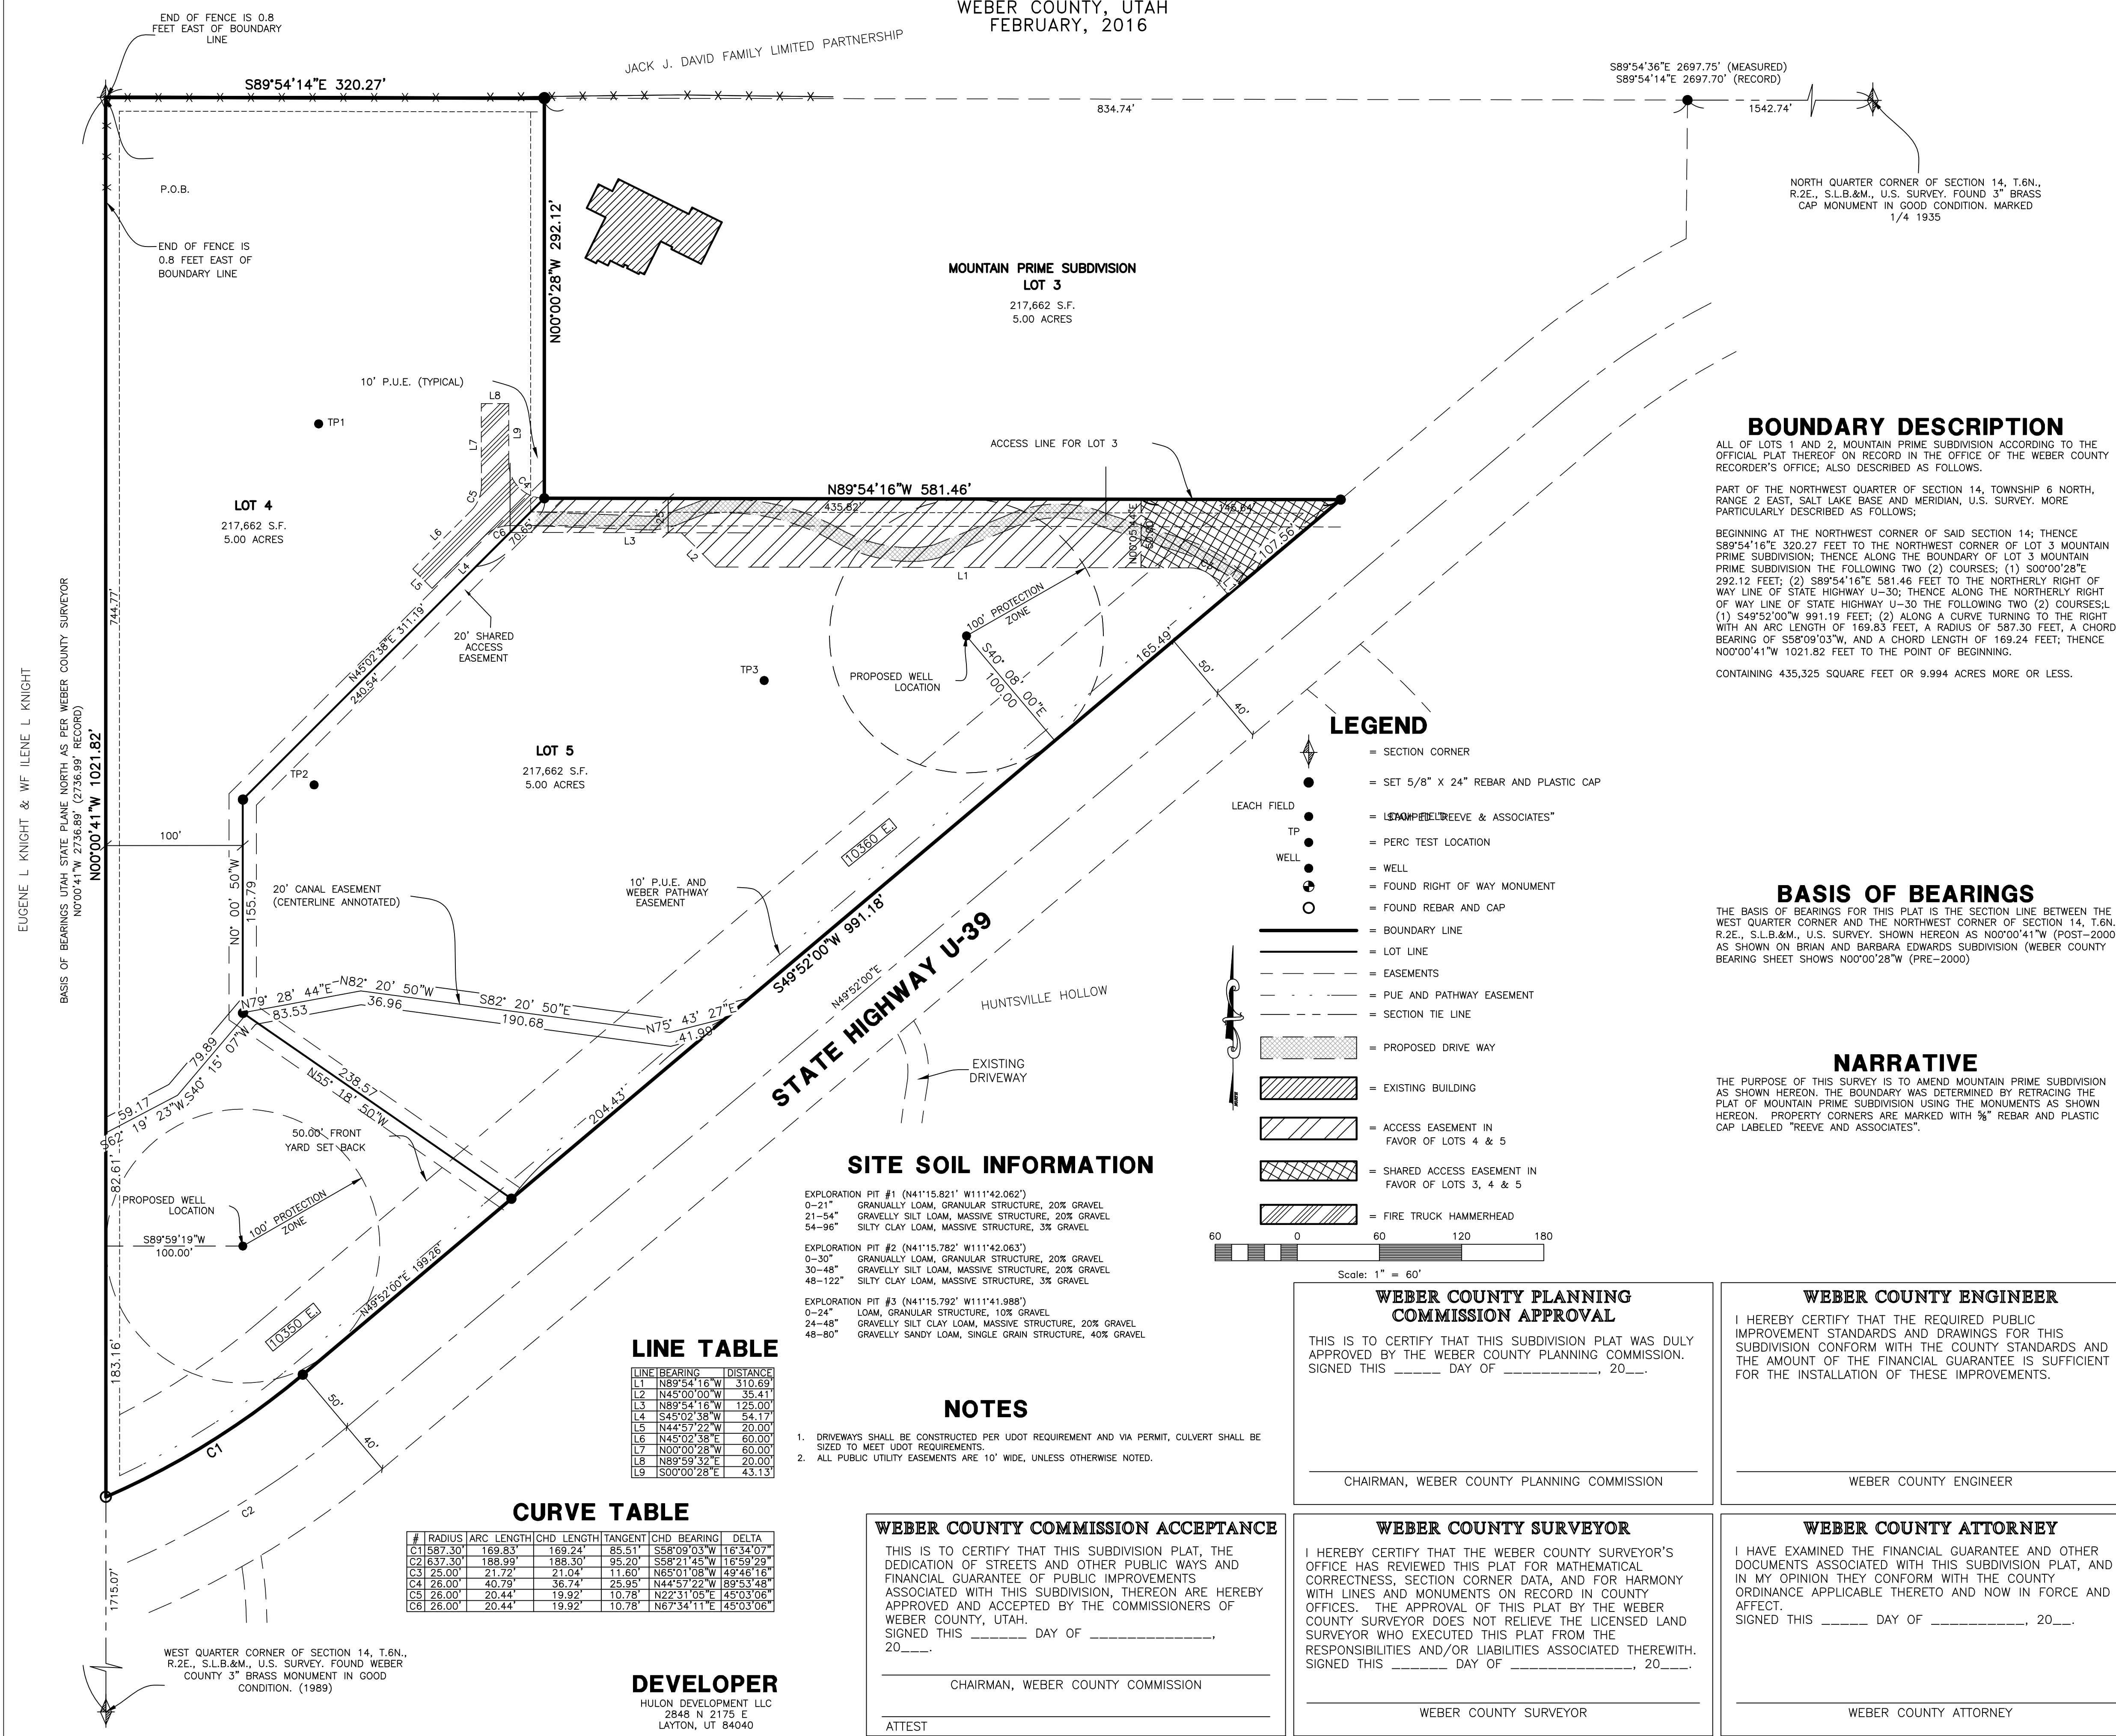 WEBER COUNTY, UTAH
FEBRUARY, 2016
END OF FENCE IS 0.8
FEET EAST OF BOUNDARY
LINE
JACK J. DAVID FAMILY LIMITED PARTNERSHIP
S89°54'14"E 320.27'
S89°54'36"E 2697.75' (MEASURED)
S89°54'14"E 2697.70' (RECORD)
834.74'
1542.74'
P.O.B.
NORTH QUARTER CORNER OF SECTION 14, T.6N.,
R.2E., S.L.B.&M., U.S. SURVEY. FOUND 3" BRASS
CAP MONUMENT IN GOOD CONDITION. MARKED
1/4 1935
END OF FENCE IS
0.8 FEET EAST OF
BOUNDARY LINE
N00°00'28"W 292.12'
MOUNTAIN PRIME SUBDIVISION
LOT 3
217,662 S.F.
5.00 ACRES
10' P.U.E. (TYPICAL)
L8
TP1
L7
L9
ACCESS LINE FOR LOT 3
C5
C4
N89°54'16"W 581.46'
LOT 4
217,662 S.F.
5.00 ACRES
435.82'
146.64'
25'
L6
C6
70.65'
L3
L2
L1
107.56'
L5
L4
100' PROTECTION
ZONE
20' SHARED
ACCESS
EASEMENT
N45°02'38"E 311.19'
240.54'
TP3
PROPOSED WELL
LOCATION
S40° 08' 00"E
100.00
165.49'
50'
40'
744.77'
EUGENE L KNIGHT & WF ILENE L KNIGHT
BASIS OF BEARINGS UTAH STATE PLANE NORTH AS PER WEBER COUNTY SURVEYOR
N0°00'41"W 2736.89' (2736.99' RECORD)
N00°00'41"W 1021.82'
LOT 5
217,662 S.F.
5.00 ACRES
TP2
100'
N0° 00' 50"W
155.79
20' CANAL EASEMENT
(CENTERLINE ANNOTATED)
10' P.U.E. AND
WEBER PATHWAY
EASEMENT
10360 E.
S49°52'00"W 991.18'
STATE HIGHWAY U-39
N49°52'00"E
HUNTSVILLE HOLLOW
EXISTING
DRIVEWAY
N79° 28' 44"E
83.53
N82° 20' 50"W
36.96
S82° 20' 50"E
190.68
N75° 43' 27"E
41.99
79.89
S40° 15' 07"W
59.17
S62° 19' 23"W
238.57
N55° 18' 50"W
204.43'
50.00' FRONT
YARD SET BACK
82.61'
PROPOSED WELL
LOCATION
100' PROTECTION
ZONE
S89°59'19"W
100.00'
N49°52'00"E 199.26'
10350 E.
183.16'
50'
40'
C1
C2
1715.07'
WEST QUARTER CORNER OF SECTION 14, T.6N.,
R.2E., S.L.B.&M., U.S. SURVEY. FOUND WEBER
COUNTY 3" BRASS MONUMENT IN GOOD
CONDITION. (1989)
BOUNDARY DESCRIPTION
ALL OF LOTS 1 AND 2, MOUNTAIN PRIME SUBDIVISION ACCORDING TO THE
OFFICIAL PLAT THEREOF ON RECORD IN THE OFFICE OF THE WEBER COUNTY
RECORDER'S OFFICE; ALSO DESCRIBED AS FOLLOWS.
PART OF THE NORTHWEST QUARTER OF SECTION 14, TOWNSHIP 6 NORTH,
RANGE 2 EAST, SALT LAKE BASE AND MERIDIAN, U.S. SURVEY. MORE
PARTICULARLY DESCRIBED AS FOLLOWS;
BEGINNING AT THE NORTHWEST CORNER OF SAID SECTION 14; THENCE
S89°54'16"E 320.27 FEET TO THE NORTHWEST CORNER OF LOT 3 MOUNTAIN
PRIME SUBDIVISION; THENCE ALONG THE BOUNDARY OF LOT 3 MOUNTAIN
PRIME SUBDIVISION THE FOLLOWING TWO (2) COURSES; (1) S00°00'28"E
292.12 FEET; (2) S89°54'16"E 581.46 FEET TO THE NORTHERLY RIGHT OF
WAY LINE OF STATE HIGHWAY U-30; THENCE ALONG THE NORTHERLY RIGHT
OF WAY LINE OF STATE HIGHWAY U-30 THE FOLLOWING TWO (2) COURSES;L
(1) S49°52'00"W 991.19 FEET; (2) ALONG A CURVE TURNING TO THE RIGHT
WITH AN ARC LENGTH OF 169.83 FEET, A RADIUS OF 587.30 FEET, A CHORD
BEARING OF S58°09'03"W, AND A CHORD LENGTH OF 169.24 FEET; THENCE
N00°00'41"W 1021.82 FEET TO THE POINT OF BEGINNING.
CONTAINING 435,325 SQUARE FEET OR 9.994 ACRES MORE OR LESS.
LEGEND
= SECTION CORNER
= SET 5/8" X 24" REBAR AND PLASTIC CAP
LEACH FIELD
= STAMPED "REEVE & ASSOCIATES"
TP
= PERC TEST LOCATION
WELL
= WELL
= FOUND RIGHT OF WAY MONUMENT
= FOUND REBAR AND CAP
= BOUNDARY LINE
= LOT LINE
= EASEMENTS
= PUE AND PATHWAY EASEMENT
= SECTION TIE LINE
= PROPOSED DRIVE WAY
= EXISTING BUILDING
= ACCESS EASEMENT IN
FAVOR OF LOTS 4 & 5
= SHARED ACCESS EASEMENT IN
FAVOR OF LOTS 3, 4 & 5
= FIRE TRUCK HAMMERHEAD
60 0 60 120 180
Scale: 1" = 60'
BASIS OF BEARINGS
THE BASIS OF BEARINGS FOR THIS PLAT IS THE SECTION LINE BETWEEN THE
WEST QUARTER CORNER AND THE NORTHWEST CORNER OF SECTION 14, T.6N.
R.2E., S.L.B.&M., U.S. SURVEY. SHOWN HEREON AS N00°00'41"W (POST-2000
AS SHOWN ON BRIAN AND BARBARA EDWARDS SUBDIVISION (WEBER COUNTY
BEARING SHEET SHOWS N00°00'28"W (PRE-2000)
NARRATIVE
THE PURPOSE OF THIS SURVEY IS TO AMEND MOUNTAIN PRIME SUBDIVISION
AS SHOWN HEREON. THE BOUNDARY WAS DETERMINED BY RETRACING THE
PLAT OF MOUNTAIN PRIME SUBDIVISION USING THE MONUMENTS AS SHOWN
HEREON. PROPERTY CORNERS ARE MARKED WITH ⅝" REBAR AND PLASTIC
CAP LABELED "REEVE AND ASSOCIATES".
SITE SOIL INFORMATION
EXPLORATION PIT #1 (N41°15.821' W111°42.062')
0-21" GRANUALLY LOAM, GRANULAR STRUCTURE, 20% GRAVEL
21-54" GRAVELLY SILT LOAM, MASSIVE STRUCTURE, 20% GRAVEL
54-96" SILTY CLAY LOAM, MASSIVE STRUCTURE, 3% GRAVEL
EXPLORATION PIT #2 (N41°15.782' W111°42.063')
0-30" GRANUALLY LOAM, GRANULAR STRUCTURE, 20% GRAVEL
30-48" GRAVELLY SILT LOAM, MASSIVE STRUCTURE, 20% GRAVEL
48-122" SILTY CLAY LOAM, MASSIVE STRUCTURE, 3% GRAVEL
EXPLORATION PIT #3 (N41°15.792' W111°41.988')
0-24" LOAM, GRANULAR STRUCTURE, 10% GRAVEL
24-48" GRAVELLY SILT CLAY LOAM, MASSIVE STRUCTURE, 20% GRAVEL
48-80" GRAVELLY SANDY LOAM, SINGLE GRAIN STRUCTURE, 40% GRAVEL
LINE TABLE
LINE BEARING DISTANCE
L1 N89°54'16"W 310.69'
L2 N45°00'00"W 35.41'
L3 N89°54'16"W 125.00'
L4 S45°02'38"W 54.17'
L5 N44°57'22"W 20.00'
L6 N45°02'38"E 60.00'
L7 N00°00'28"W 60.00'
L8 N89°59'32"E 20.00'
L9 S00°00'28"E 43.13'
NOTES
1. DRIVEWAYS SHALL BE CONSTRUCTED PER UDOT REQUIREMENT AND VIA PERMIT, CULVERT SHALL BE
SIZED TO MEET UDOT REQUIREMENTS.
2. ALL PUBLIC UTILITY EASEMENTS ARE 10' WIDE, UNLESS OTHERWISE NOTED.
CURVE TABLE
# RADIUS ARC LENGTH CHD LENGTH TANGENT CHD BEARING DELTA
C1 587.30' 169.83' 169.24' 85.51' S58°09'03"W 16°34'07"
C2 637.30' 188.99' 188.30' 95.20' S58°21'45"W 16°59'29"
C3 25.00' 21.72' 21.04' 11.60' N65°01'08"W 49°46'16"
C4 26.00' 40.79' 36.74' 25.95' N44°57'22"W 89°53'48"
C5 26.00' 20.44' 19.92' 10.78' N22°31'05"E 45°03'06"
C6 26.00' 20.44' 19.92' 10.78' N67°34'11"E 45°03'06"
DEVELOPER
HULON DEVELOPMENT LLC
2848 N 2175 E
LAYTON, UT 84040
WEBER COUNTY PLANNING
COMMISSION APPROVAL
THIS IS TO CERTIFY THAT THIS SUBDIVISION PLAT WAS DULY
APPROVED BY THE WEBER COUNTY PLANNING COMMISSION.
SIGNED THIS _____ DAY OF __________, 20__.
CHAIRMAN, WEBER COUNTY PLANNING COMMISSION
WEBER COUNTY ENGINEER
I HEREBY CERTIFY THAT THE REQUIRED PUBLIC
IMPROVEMENT STANDARDS AND DRAWINGS FOR THIS
SUBDIVISION CONFORM WITH THE COUNTY STANDARDS AND
THE AMOUNT OF THE FINANCIAL GUARANTEE IS SUFFICIENT
FOR THE INSTALLATION OF THESE IMPROVEMENTS.
WEBER COUNTY ENGINEER
WEBER COUNTY COMMISSION ACCEPTANCE
THIS IS TO CERTIFY THAT THIS SUBDIVISION PLAT, THE
DEDICATION OF STREETS AND OTHER PUBLIC WAYS AND
FINANCIAL GUARANTEE OF PUBLIC IMPROVEMENTS
ASSOCIATED WITH THIS SUBDIVISION, THEREON ARE HEREBY
APPROVED AND ACCEPTED BY THE COMMISSIONERS OF
WEBER COUNTY, UTAH.
SIGNED THIS ______ DAY OF _____________,
20___.
CHAIRMAN, WEBER COUNTY COMMISSION
ATTEST
WEBER COUNTY SURVEYOR
I HEREBY CERTIFY THAT THE WEBER COUNTY SURVEYOR'S
OFFICE HAS REVIEWED THIS PLAT FOR MATHEMATICAL
CORRECTNESS, SECTION CORNER DATA, AND FOR HARMONY
WITH LINES AND MONUMENTS ON RECORD IN COUNTY
OFFICES. THE APPROVAL OF THIS PLAT BY THE WEBER
COUNTY SURVEYOR DOES NOT RELIEVE THE LICENSED LAND
SURVEYOR WHO EXECUTED THIS PLAT FROM THE
RESPONSIBILITIES AND/OR LIABILITIES ASSOCIATED THEREWITH.
SIGNED THIS ______ DAY OF _____________, 20___.
WEBER COUNTY SURVEYOR
WEBER COUNTY ATTORNEY
I HAVE EXAMINED THE FINANCIAL GUARANTEE AND OTHER
DOCUMENTS ASSOCIATED WITH THIS SUBDIVISION PLAT, AND
IN MY OPINION THEY CONFORM WITH THE COUNTY
ORDINANCE APPLICABLE THERETO AND NOW IN FORCE AND
AFFECT.
SIGNED THIS _____ DAY OF __________, 20__.
WEBER COUNTY ATTORNEY